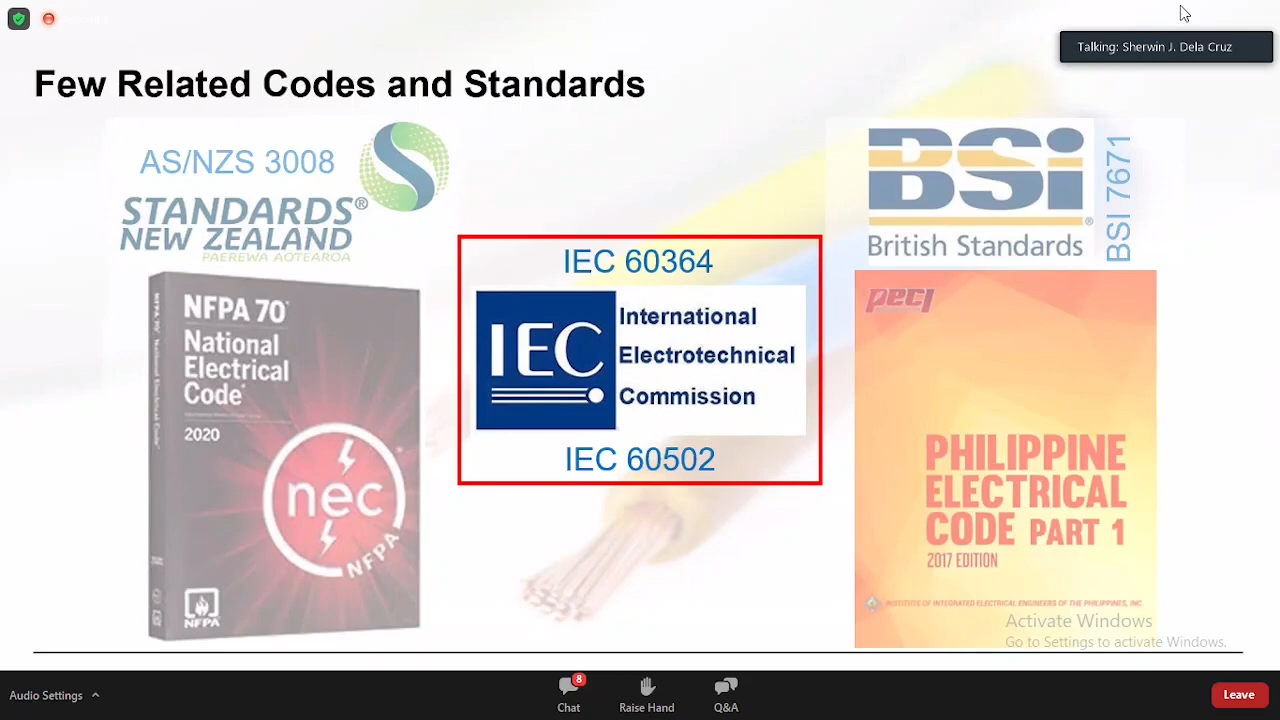 Talking: Sherwin J. Dela Cruz
Few Related Codes and Standards
AS/NZS 3008
STANDARDS®
NEW ZEALAND
PAEREWA AOTEAROA
BSi
®
British Standards
BSI 7671
IEC 60364
IEC
International
Electrotechnical
Commission
IEC 60502
NFPA 70®
National
Electrical
Code®
2020
nec
NFPA
NFPA
PHILIPPINE
ELECTRICAL
CODE PART 1
2017 EDITION
INSTITUTE OF INTEGRATED ELECTRICAL ENGINEERS OF THE PHILIPPINES, INC.
Activate Windows
Go to Settings to activate Windows.
Audio Settings
8
Chat
Raise Hand
Q&A
Leave